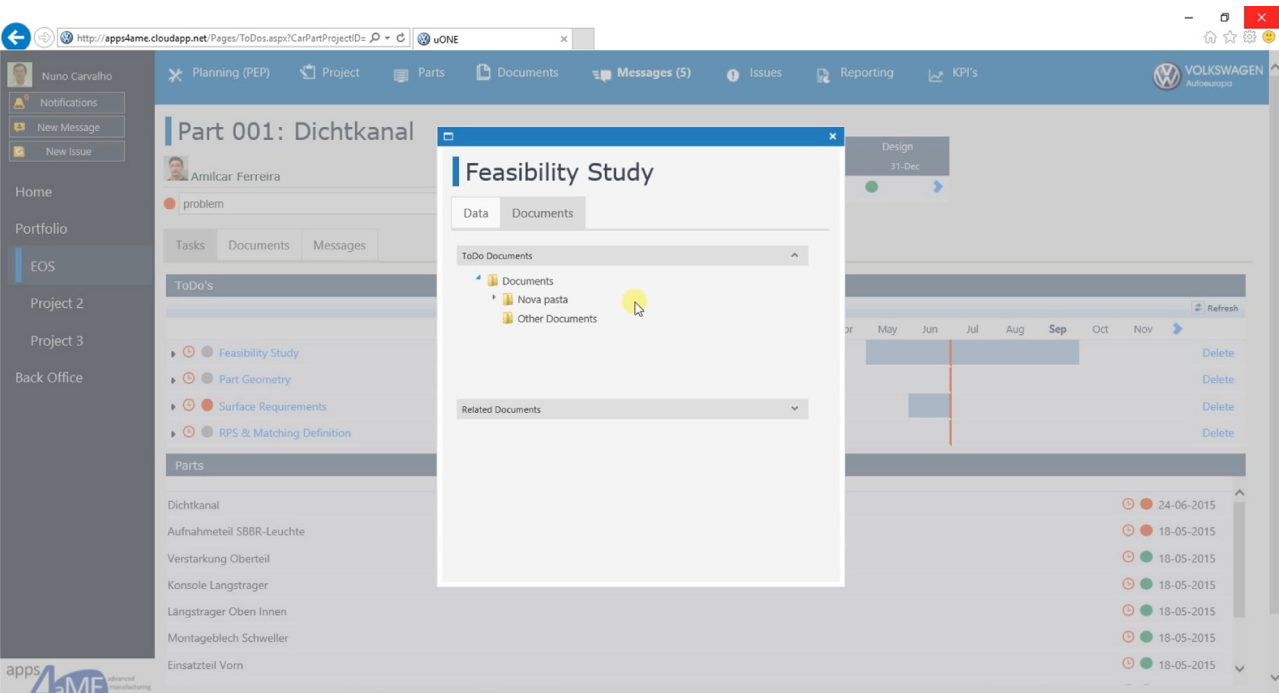 http://apps4ame.cloudapp.net/Pages/ToDos.aspx?CarPartProjectID=
uONE
Nuno Carvalho
Notifications
New Message
New Issue
Home
Portfolio
EOS
Project 2
Project 3
Back Office
Planning (PEP)
Project
Parts
Documents
Messages (5)
Issues
Reporting
KPI's
VOLKSWAGEN
Autoeuropa
Part 001: Dichtkanal
Amilcar Ferreira
problem
Design
31-Dec
Tasks
Documents
Messages
ToDo's
Refresh
May
Jun
Jul
Aug
Sep
Oct
Nov
Feasibility Study
Delete
Part Geometry
Delete
Surface Requirements
Delete
RPS & Matching Definition
Delete
Parts
Dichtkanal
24-06-2015
Aufnahmeteil SBBR-Leuchte
18-05-2015
Verstarkung Oberteil
18-05-2015
Konsole Langstrager
18-05-2015
Längstrager Oben Innen
18-05-2015
Montageblech Schweller
18-05-2015
Einsatzteil Vorn
18-05-2015
Feasibility Study
Data
Documents
ToDo Documents
Documents
Nova pasta
Other Documents
Related Documents
apps
4aME
advanced
manufacturing